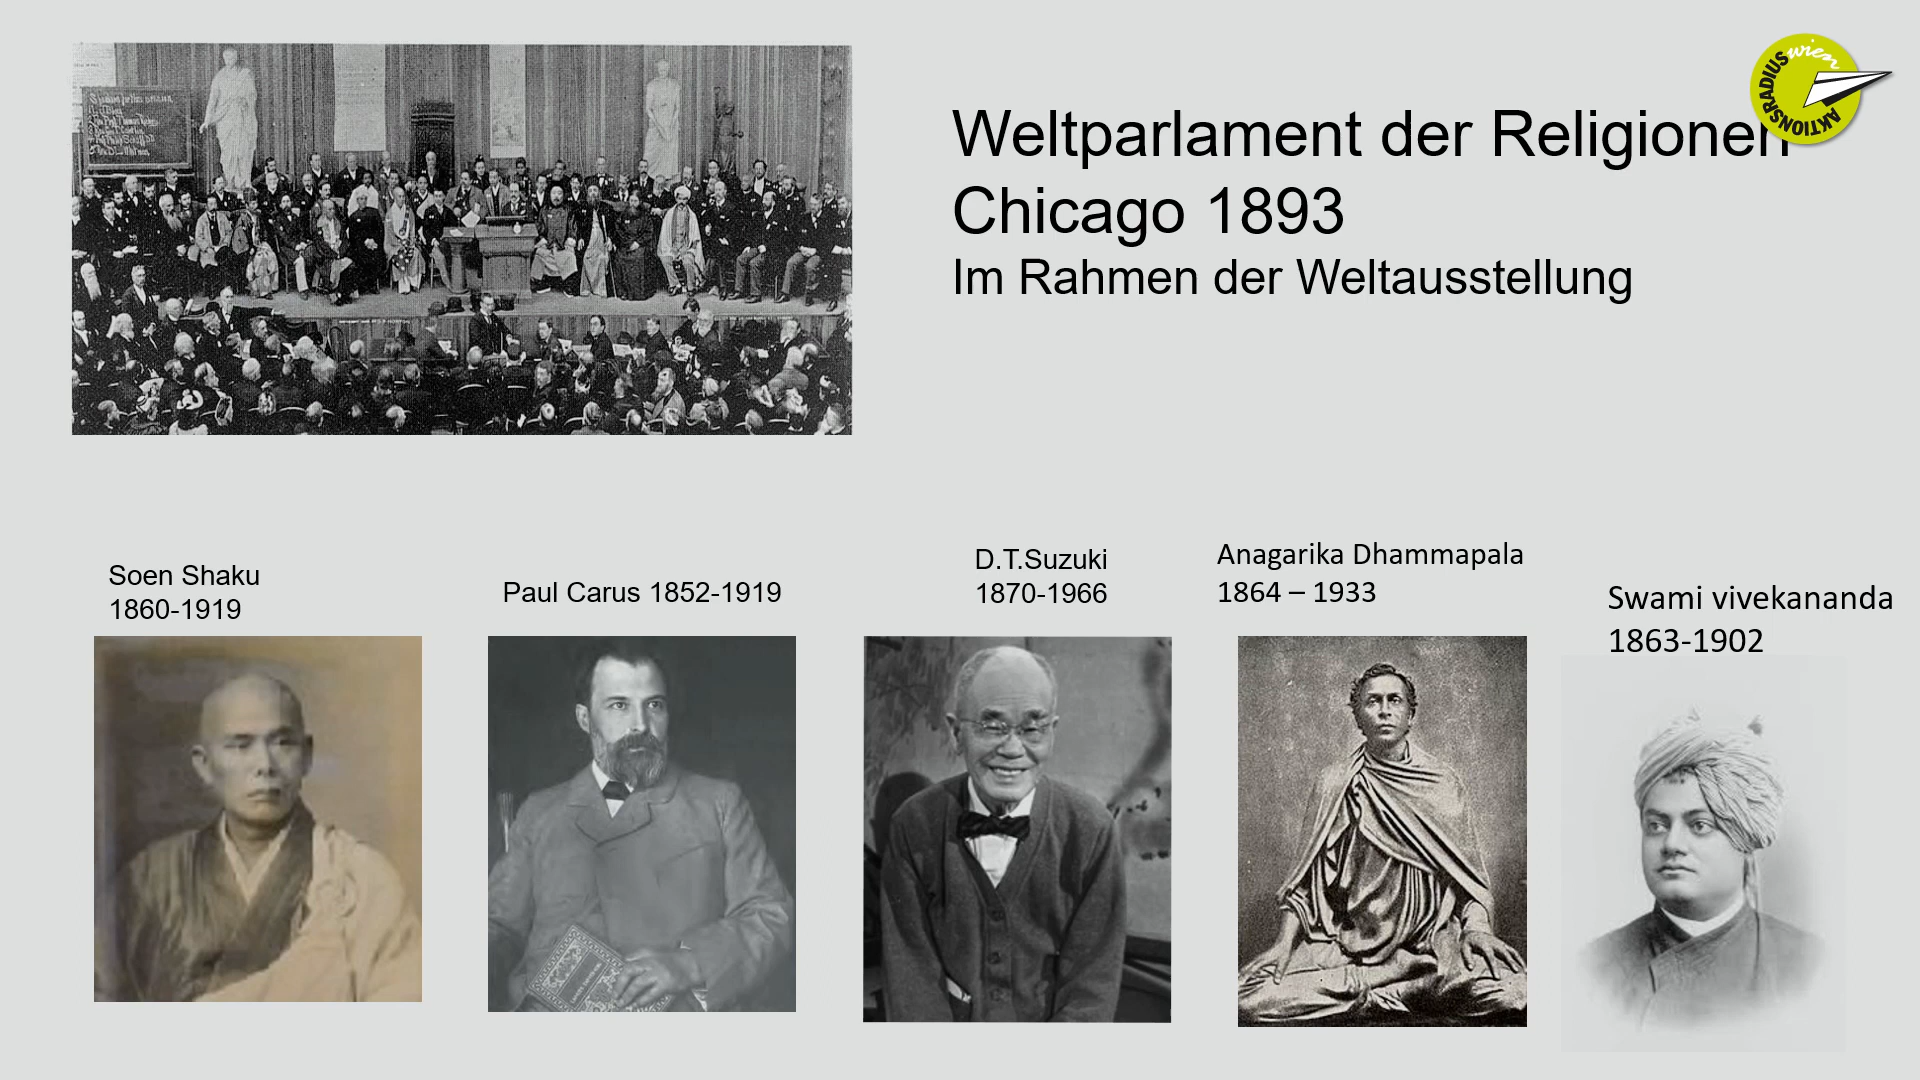 Weltparlament der Religionen
Chicago 1893
Im Rahmen der Weltausstellung
AKTIONSRADIUS wien
Soen Shaku
1860-1919
Paul Carus 1852-1919
D.T.Suzuki
1870-1966
Anagarika Dhammapala
1864 – 1933
Swami vivekananda
1863-1902